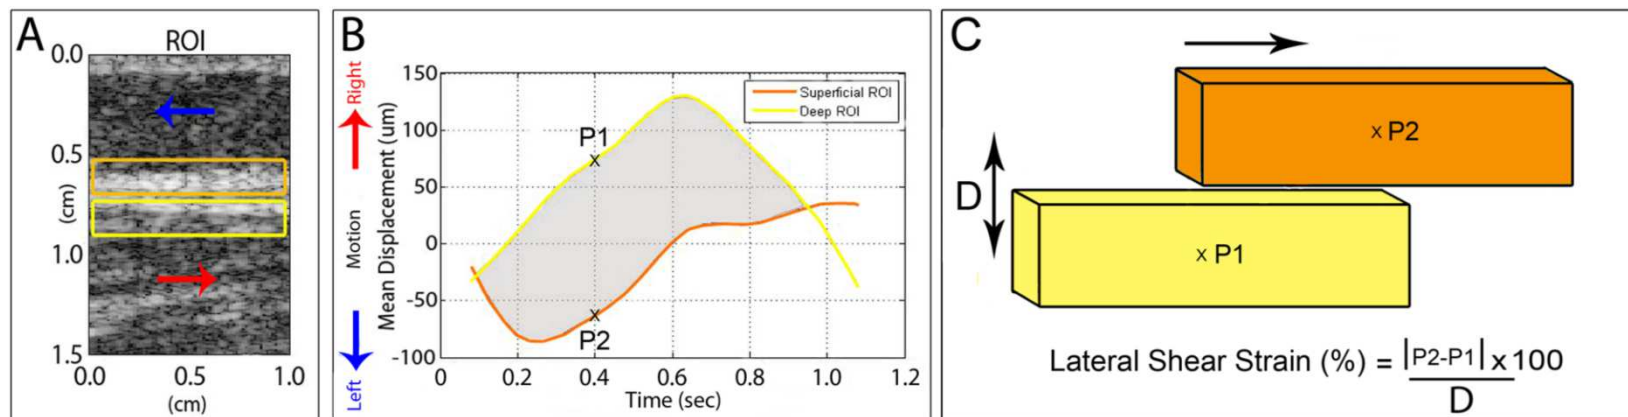 A
ROI
0.0
0.5
(cm)
1.0
1.5
0.0
0.5
1.0
(cm)
B
Right
Motion
Left
Mean Displacement (um)
150
100
50
0
-50
-100
0
0.2
0.4
0.6
0.8
1.0
1.2
Time (sec)
Superficial ROI
Deep ROI
P1
x
x
P2
C
x P2
D
x P1
Lateral Shear Strain (%) = |P2-P1| x 100
D